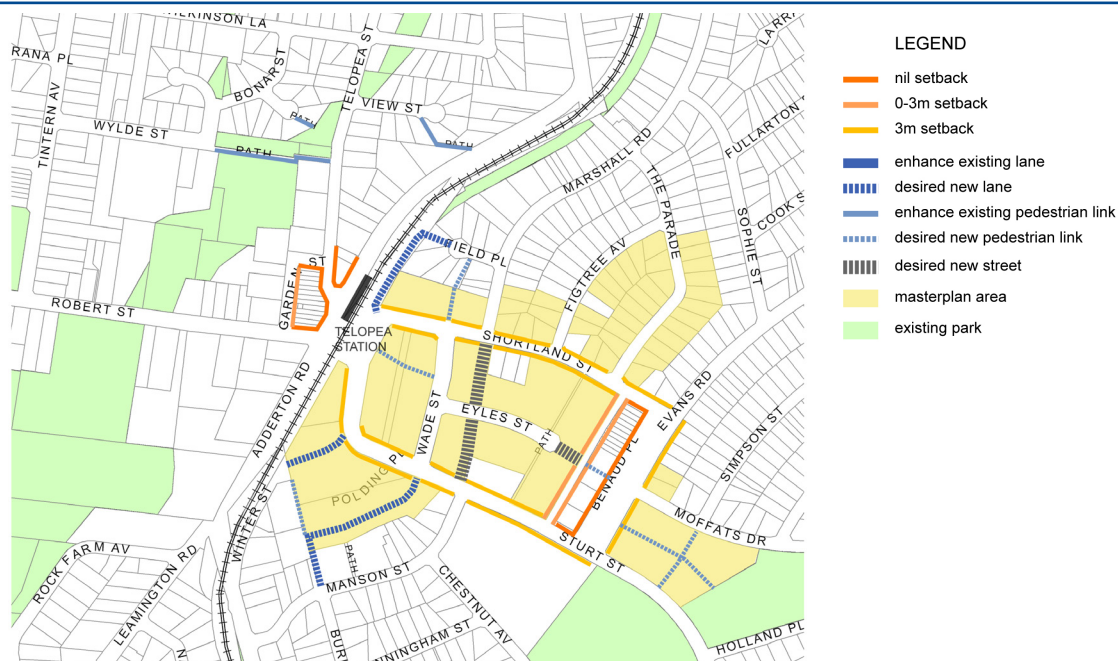 WILKINSON LA
RANA PL
TELOPEA ST
BONAR ST
VIEW ST
PATH
TINTERN AV
WYLDE ST
PATH
PATH
MARSHALL RD
THE PARADE
FULLARTON
COOK S
SOPHIE ST
FIELD PL
FIGTREE AV
GARDEN ST
ROBERT ST
TELOPEA
STATION
SHORTLAND ST
ADDERTON RD
WADE ST
EYLES ST
PATH
BENAUD PL
EVANS RD
SIMPSON ST
POLDING PL
WINTER ST
MOFFATS DR
STURT ST
PATH
MANSON ST
ROCK FARM AV
LEAMINGTON RD
CHESTNUT AV
HOLLAND PL
LEGEND
nil setback
0-3m setback
3m setback
enhance existing lane
desired new lane
enhance existing pedestrian link
desired new pedestrian link
desired new street
masterplan area
existing park